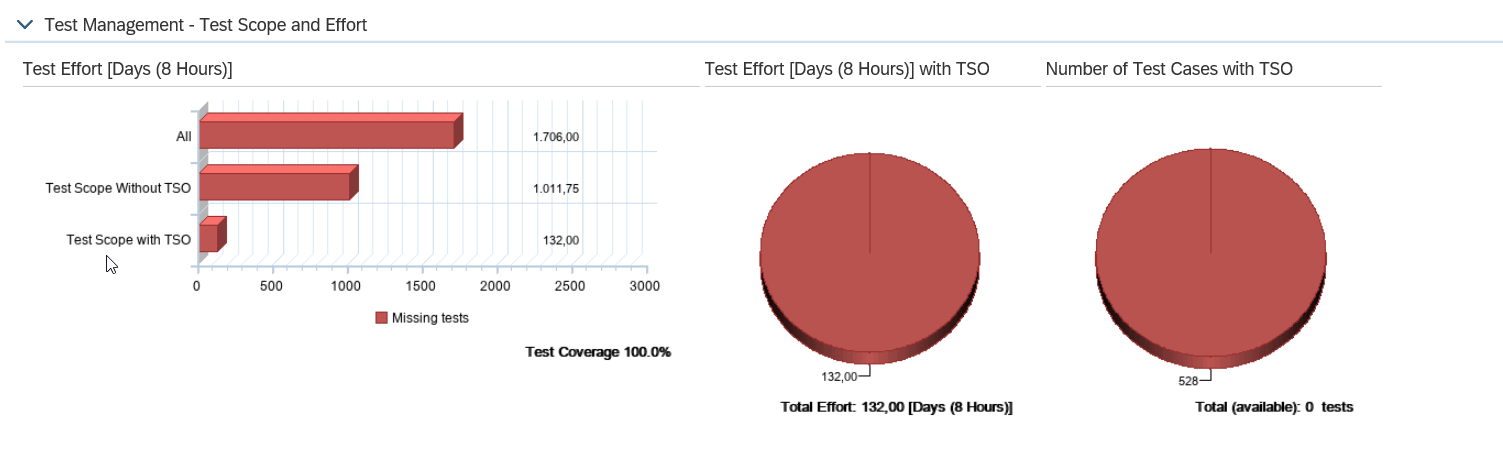 Test Management - Test Scope and Effort
Test Effort [Days (8 Hours)]
All
1.706,00
Test Scope Without TSO
1.011,75
Test Scope with TSO
132,00
0 500 1000 1500 2000 2500 3000
Missing tests
Test Coverage 100.0%
Test Effort [Days (8 Hours)] with TSO
132,00
Total Effort: 132,00 [Days (8 Hours)]
Number of Test Cases with TSO
528
Total (available): 0 tests